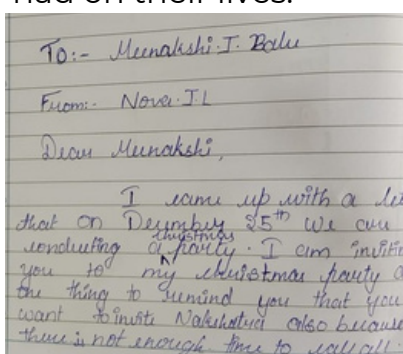 had on their lives.
To:- Meenakshi.J.Balu
From:- Nova.J.L
Dear Meenakshi,
I came up with a
that on 25th We are
conducting a christmas party. I am
you to my christmas party
the thing to remind you that you
want to invite also because
there is not enough time to call all.